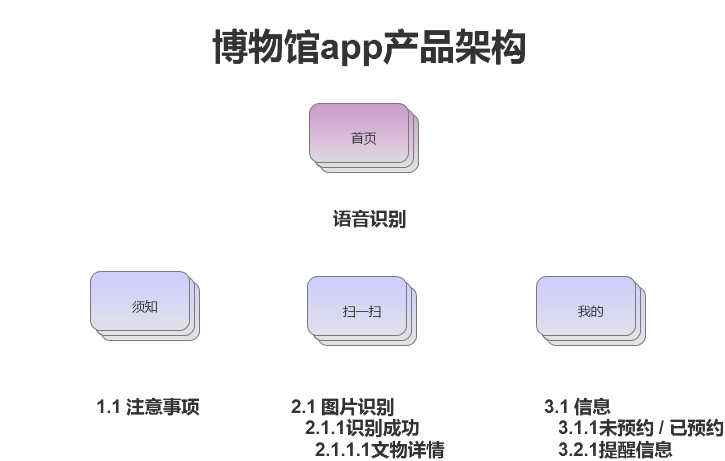 博物馆app产品架构
首页
语音识别
须知
扫一扫
我的
1.1 注意事项
2.1 图片识别
2.1.1识别成功
2.1.1.1文物详情
3.1 信息
3.1.1未预约 / 已预约
3.2.1提醒信息